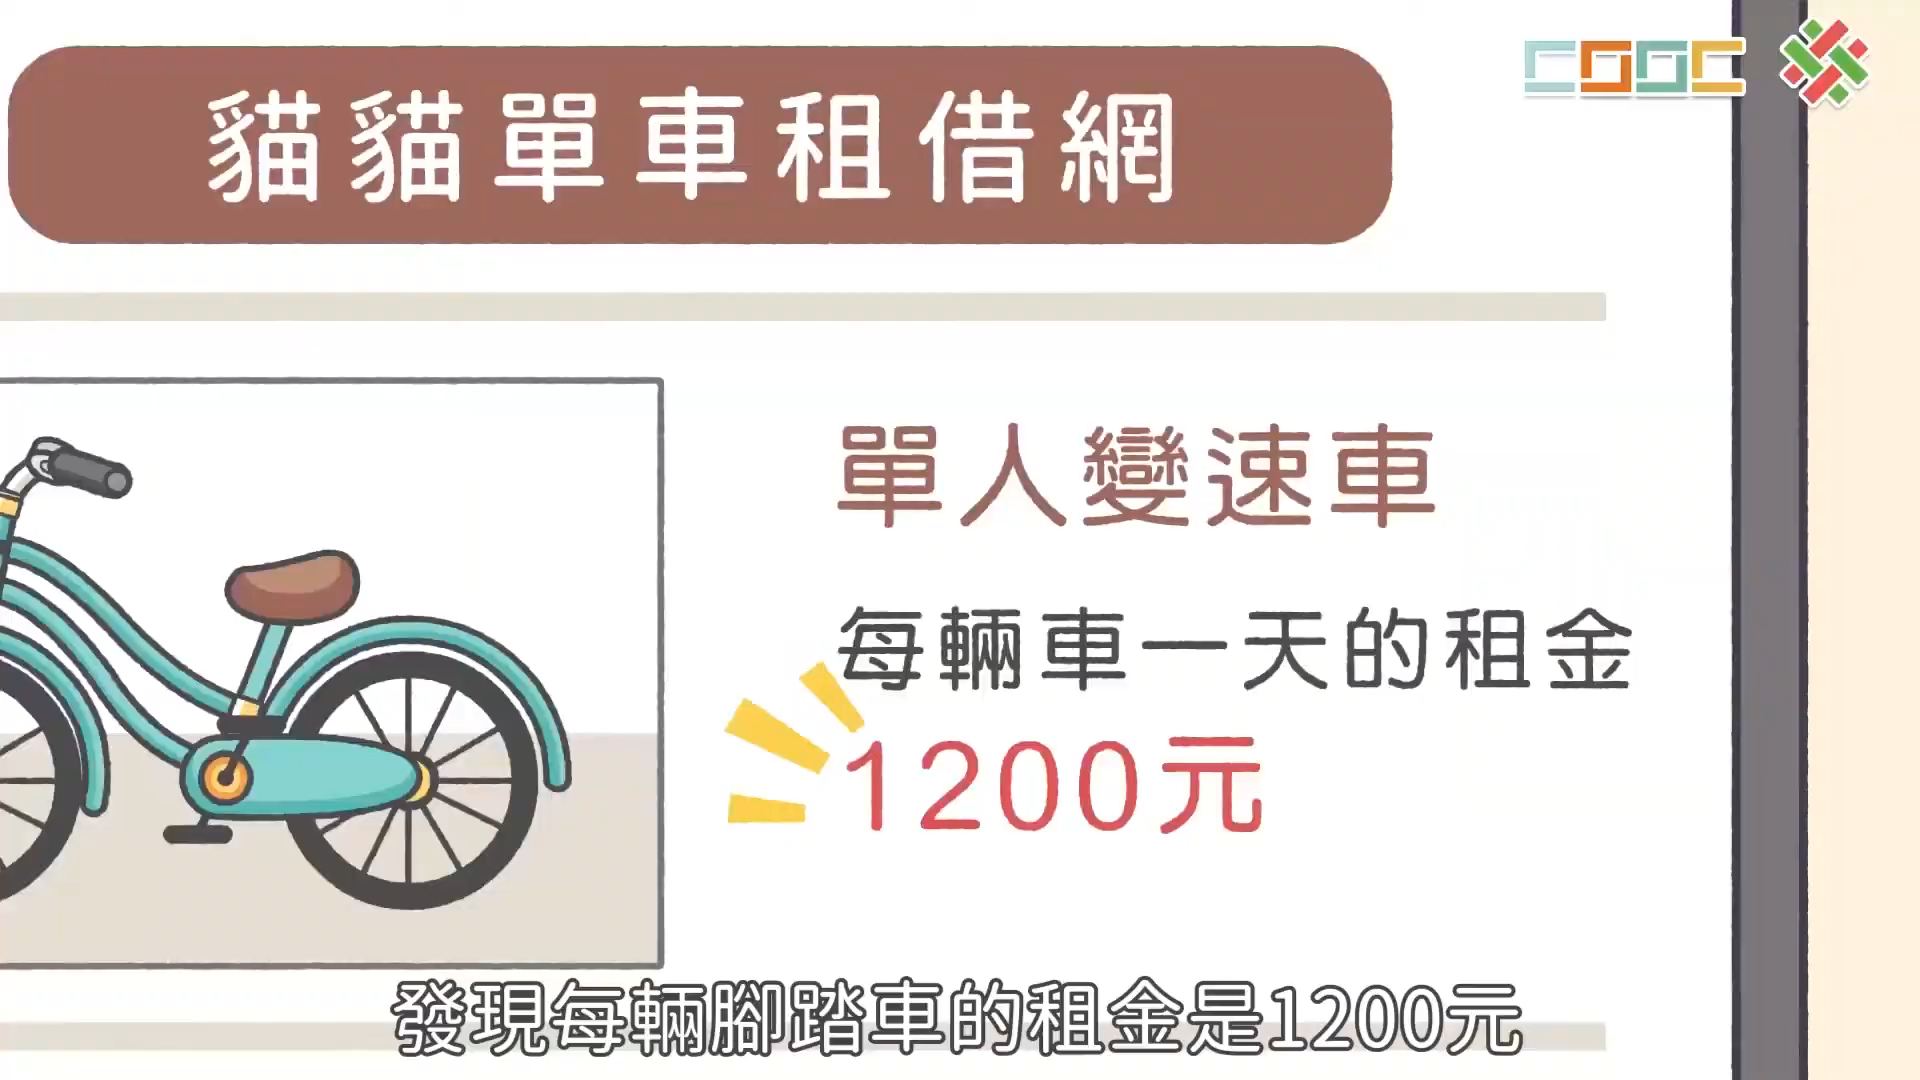 貓貓單車租借網
COOC
單人變速車
每輛車一天的租金
1200元
發現每輛腳踏車的租金是1200元